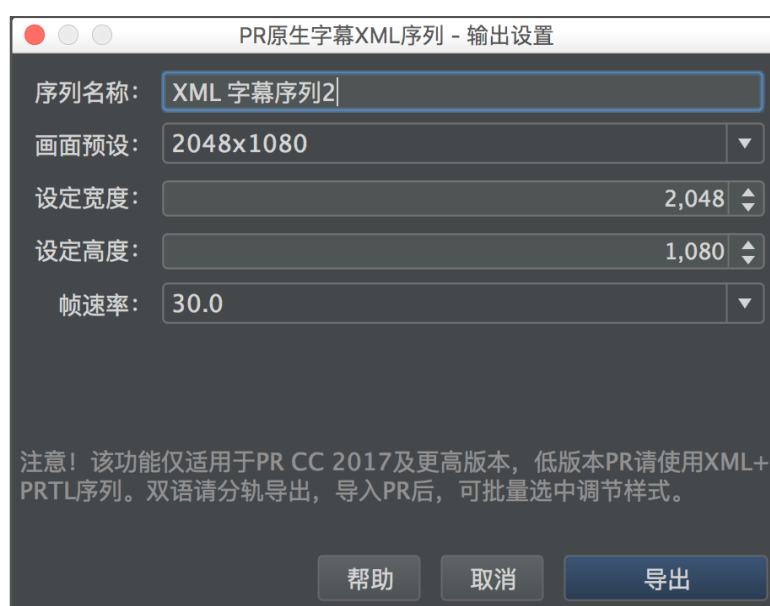 PR原生字幕XML序列 - 输出设置
序列名称： XML 字幕序列2
画面预设： 2048x1080
设定宽度： 2,048
设定高度： 1,080
帧速率： 30.0
注意！该功能仅适用于PR CC 2017及更高版本，低版本PR请使用XML+
PRTL序列。双语请分轨导出，导入PR后，可批量选中调节样式。
帮助 取消 导出